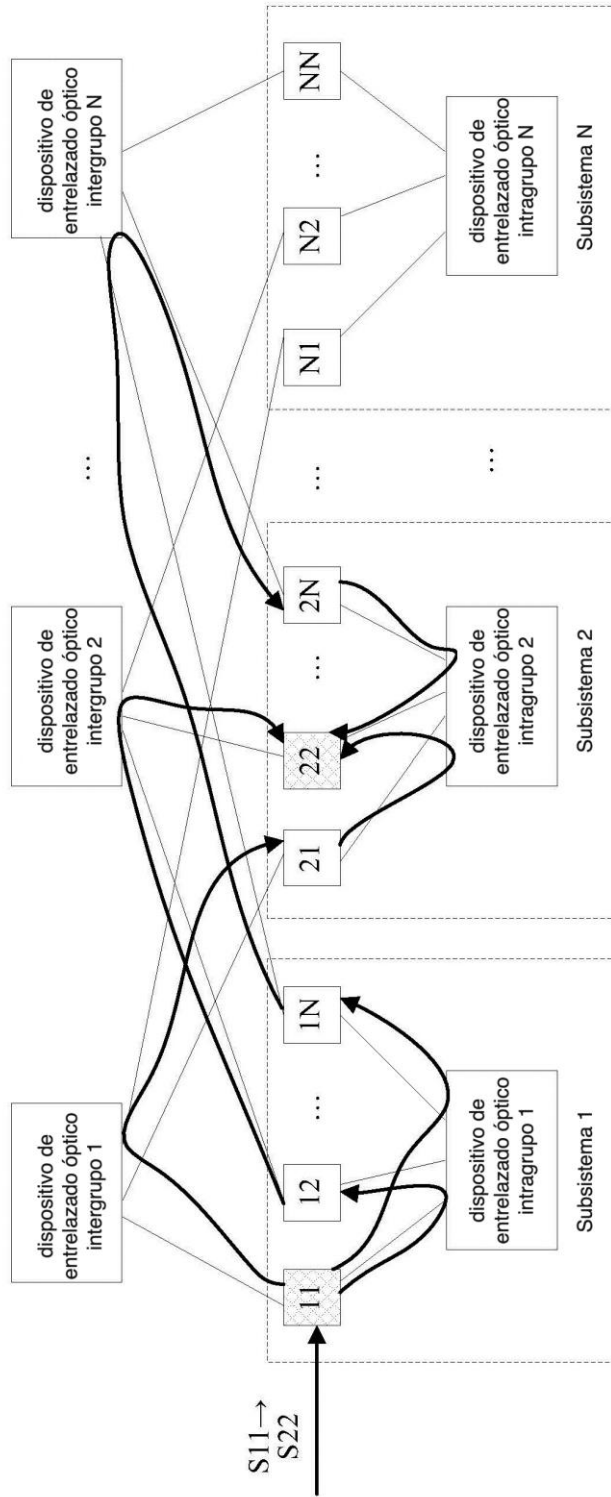 dispositivo de
entrelazado óptico
intergrupo 1
dispositivo de
entrelazado óptico
intergrupo 2
...
dispositivo de
entrelazado óptico
intergrupo N
S11→
S22
11
12
...
1N
21
22
...
2N
...
N1
N2
...
NN
dispositivo de
entrelazado óptico
intragrupo 1
dispositivo de
entrelazado óptico
intragrupo 2
...
dispositivo de
entrelazado óptico
intragrupo N
Subsistema 1
Subsistema 2
Subsistema N